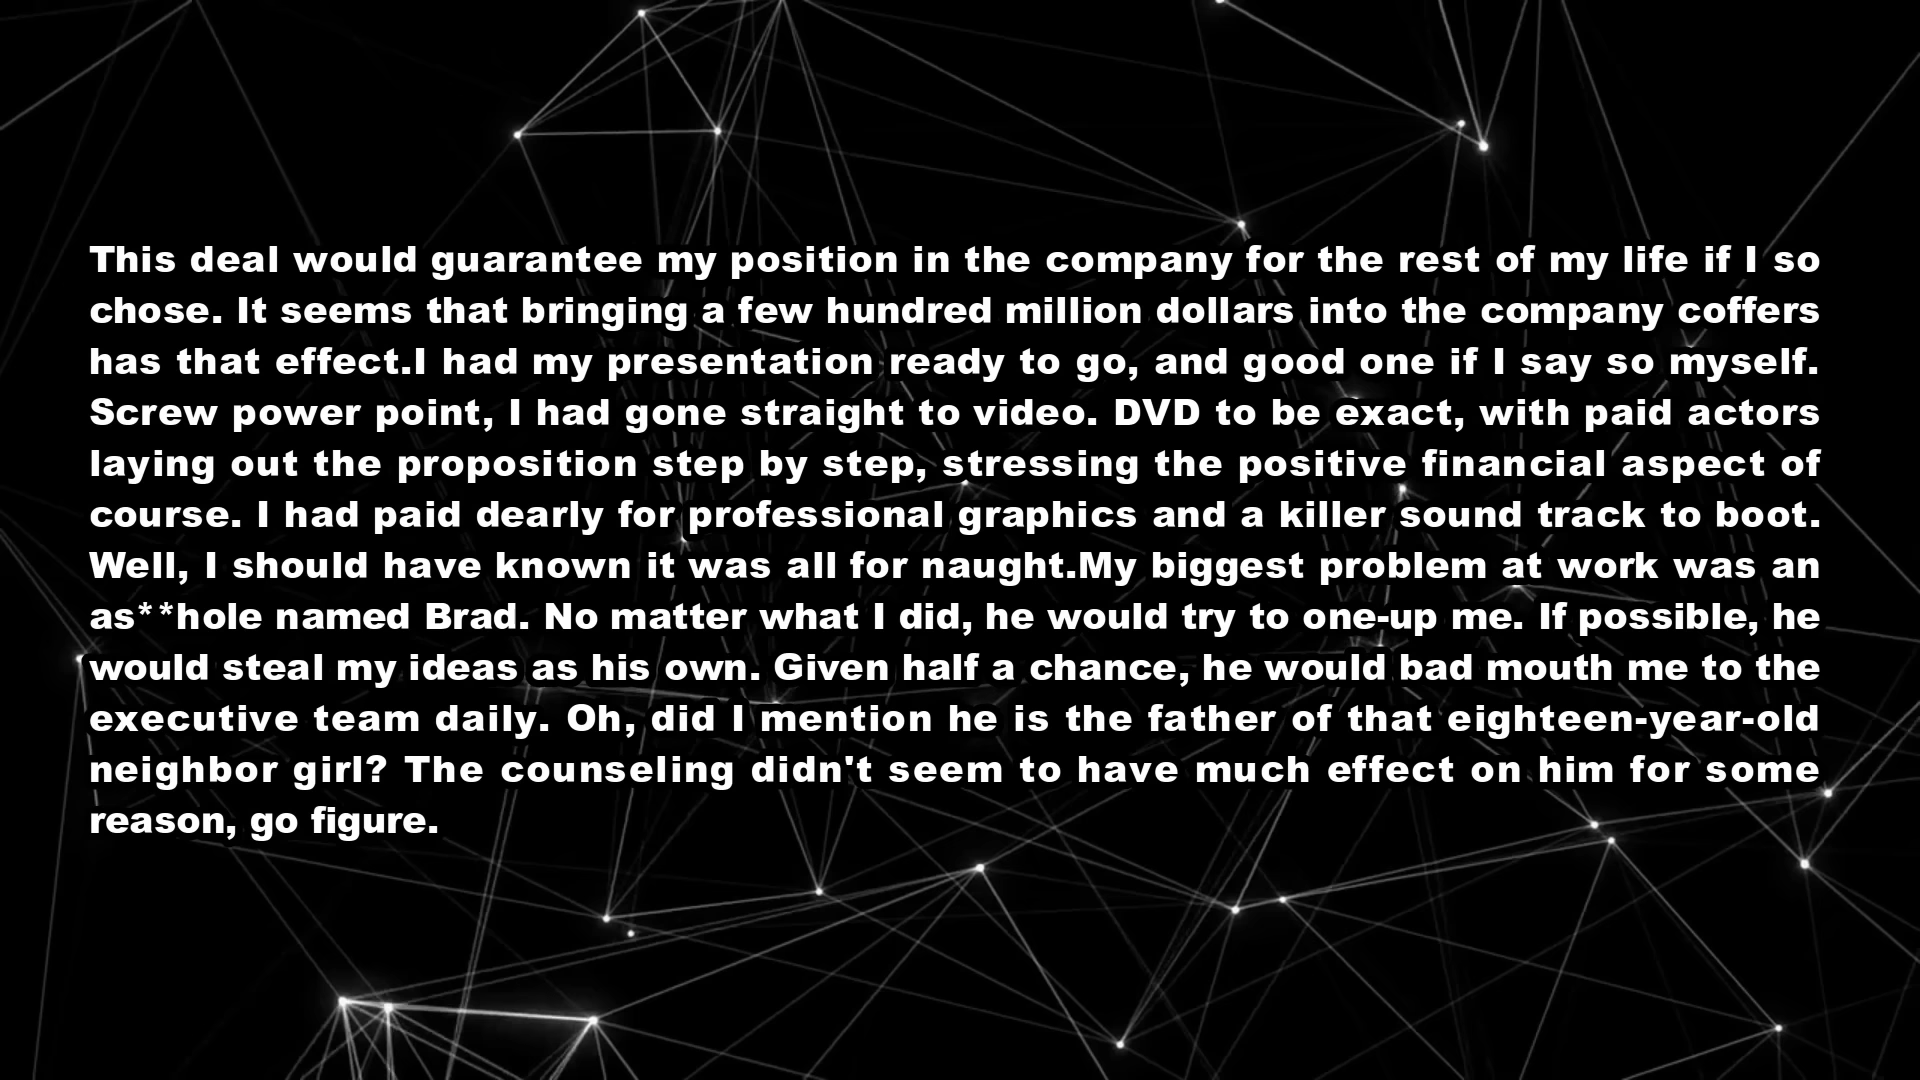 This deal would guarantee my position in the company for the rest of my life if I so
chose. It seems that bringing a few hundred million dollars into the company coffers
has that effect.I had my presentation ready to go, and good one if I say so myself.
Screw power point, I had gone straight to video. DVD to be exact, with paid actors
laying out the proposition step by step, stressing the positive financial aspect of
course. I had paid dearly for professional graphics and a killer sound track to boot.
Well, I should have known it was all for naught.My biggest problem at work was an
as**hole named Brad. No matter what I did, he would try to one-up me. If possible, he
would steal my ideas as his own. Given half a chance, he would bad mouth me to the
executive team daily. Oh, did I mention he is the father of that eighteen-year-old
neighbor girl? The counseling didn't seem to have much effect on him for some
reason, go figure.